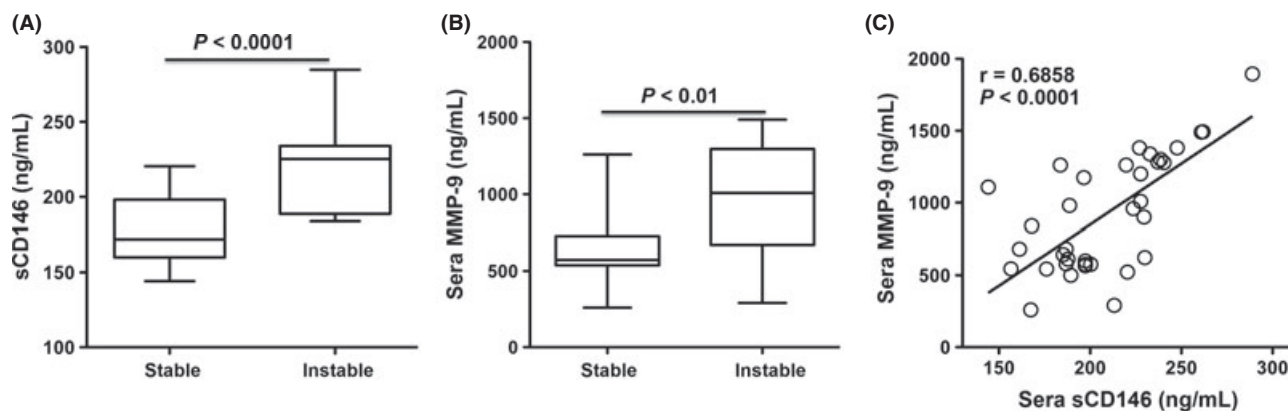 (A)
P < 0.0001
sCD146 (ng/mL)
300
250
200
150
100
Stable
Instable
(B)
P < 0.01
Sera MMP-9 (ng/mL)
2000
1500
1000
500
0
Stable
Instable
(C)
r = 0.6858
P < 0.0001
Sera MMP-9 (ng/mL)
2000
1500
1000
500
0
150
200
250
300
Sera sCD146 (ng/mL)